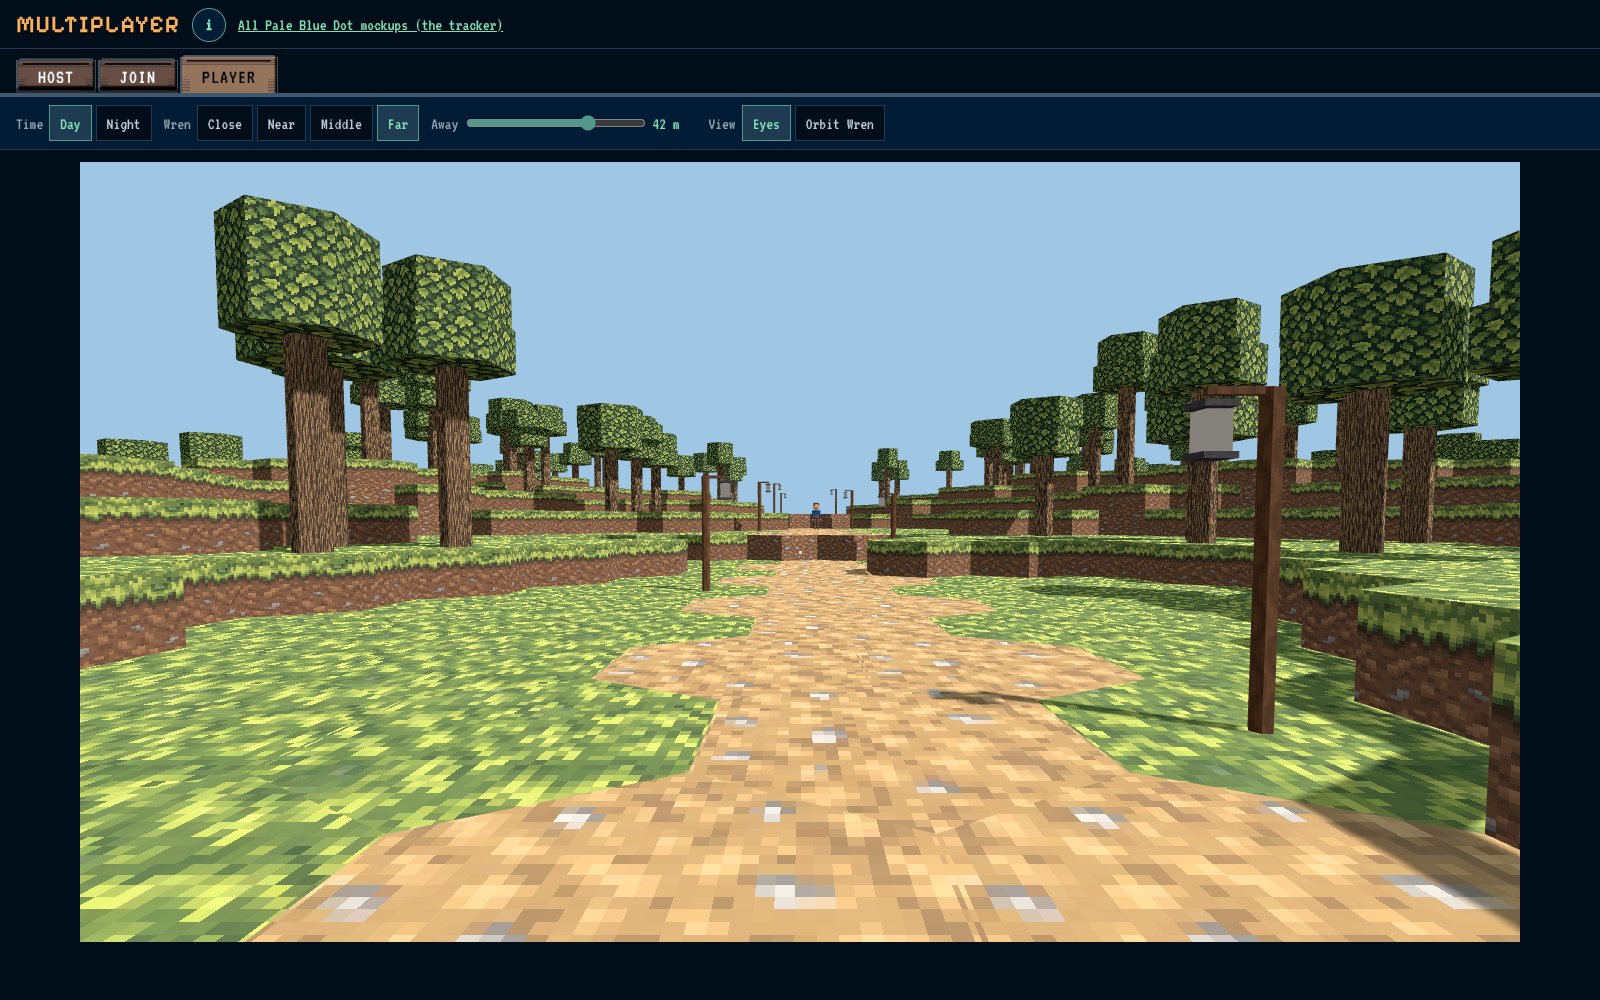 MULTIPLAYER i All Pale Blue Dot mockups (the tracker)
HOST JOIN PLAYER
Time Day Night Wren Close Near Middle Far Away 42 m View Eyes Orbit Wren